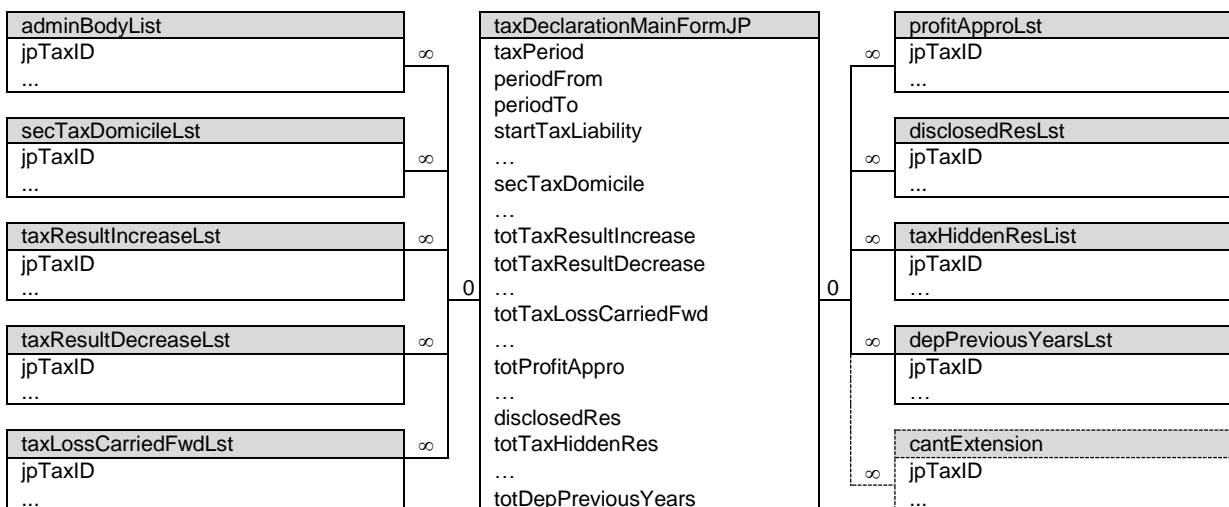 adminBodyList
jpTaxID
...
∞
secTaxDomicileLst
jpTaxID
...
∞
taxResultIncreaseLst
jpTaxID
...
∞
taxResultDecreaseLst
jpTaxID
...
∞
taxLossCarriedFwdLst
jpTaxID
...
∞
0
taxDeclarationMainFormJP
taxPeriod
periodFrom
periodTo
startTaxLiability
…
secTaxDomicile
…
totTaxResultIncrease
totTaxResultDecrease
…
totTaxLossCarriedFwd
…
totProfitAppro
…
disclosedRes
totTaxHiddenRes
…
totDepPreviousYears
0
profitApproLst
∞
jpTaxID
...
disclosedResLst
∞
jpTaxID
...
taxHiddenResList
∞
jpTaxID
…
depPreviousYearsLst
∞
jpTaxID
…
cantExtension
∞
jpTaxID
...